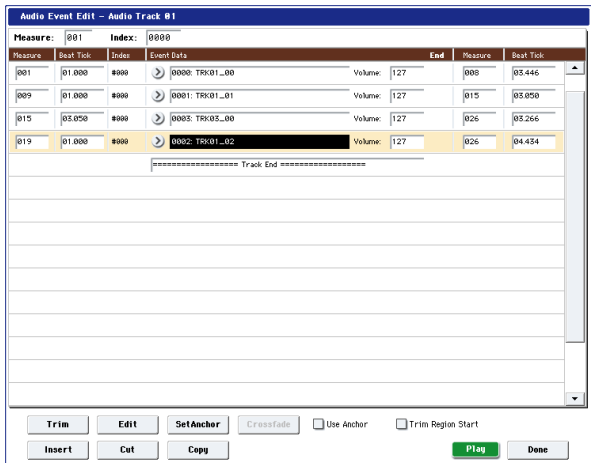 Audio Event Edit – Audio Track 01
Measure: 001 Index: 0000
Measure Beat Tick Index Event Data End Measure Beat Tick
001 01.000 #000 0000: TRK01_00 Volume: 127 008 03.446
009 01.000 #000 0001: TRK01_01 Volume: 127 015 03.050
015 03.050 #000 0003: TRK03_00 Volume: 127 026 03.266
019 01.000 #000 0002: TRK01_02 Volume: 127 026 04.434
================== Track End ==================
Trim Edit SetAnchor Crossfade Use Anchor Trim Region Start
Insert Cut Copy Play Done